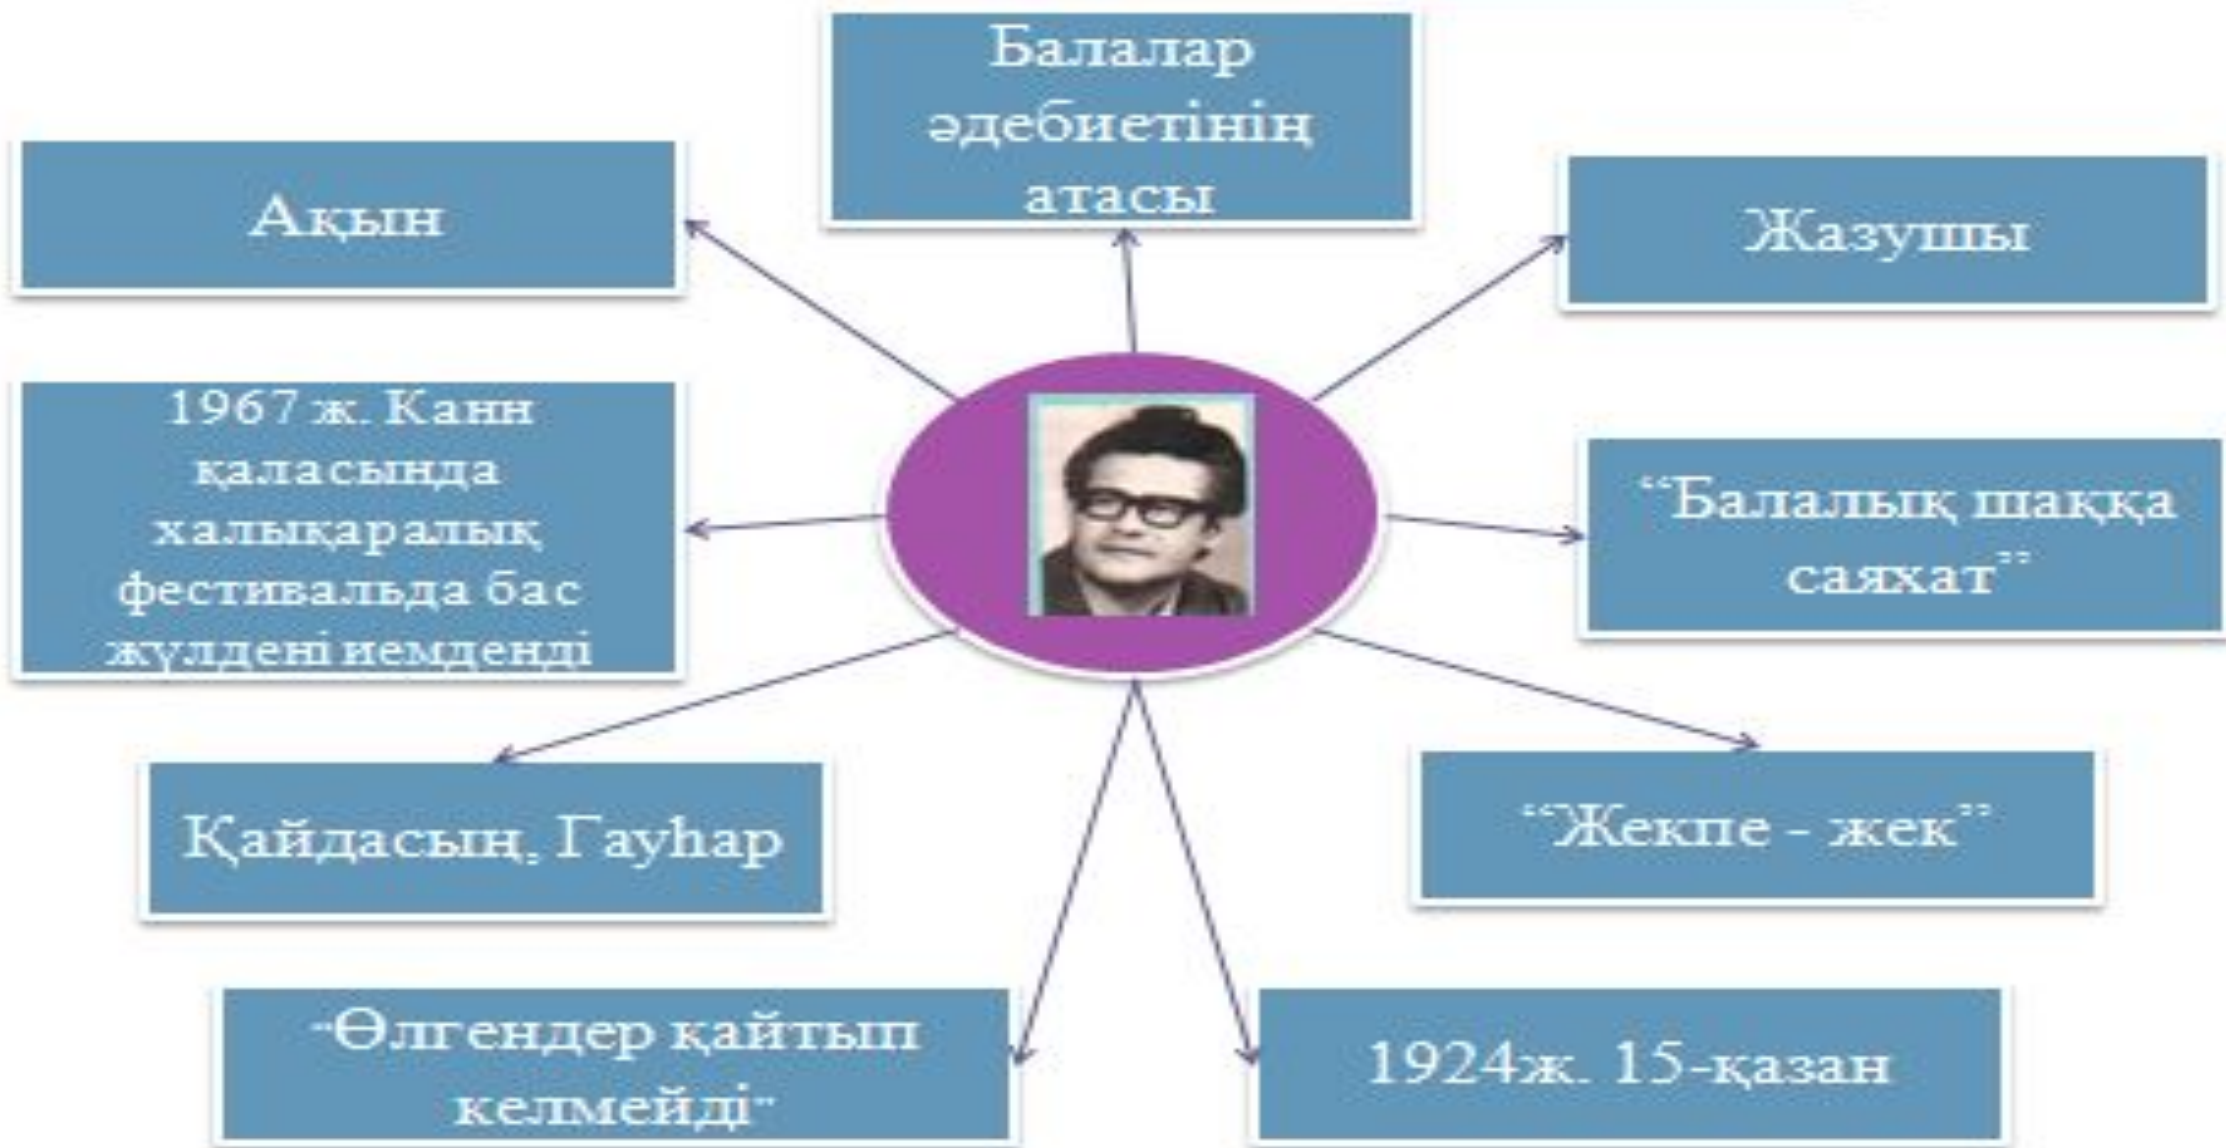 Балалар
әдебиетінің
атасы
Ақын
Жазушы
1967 ж. Канн
қаласында
халықаралық
фестивальда бас
жүлдені иемденді
“Балалық шаққа
саяхат”
Қайдасың, Гауһар
“Жекпе - жек”
"Өлгендер қайтып
келмейді"
1924ж. 15-қазан